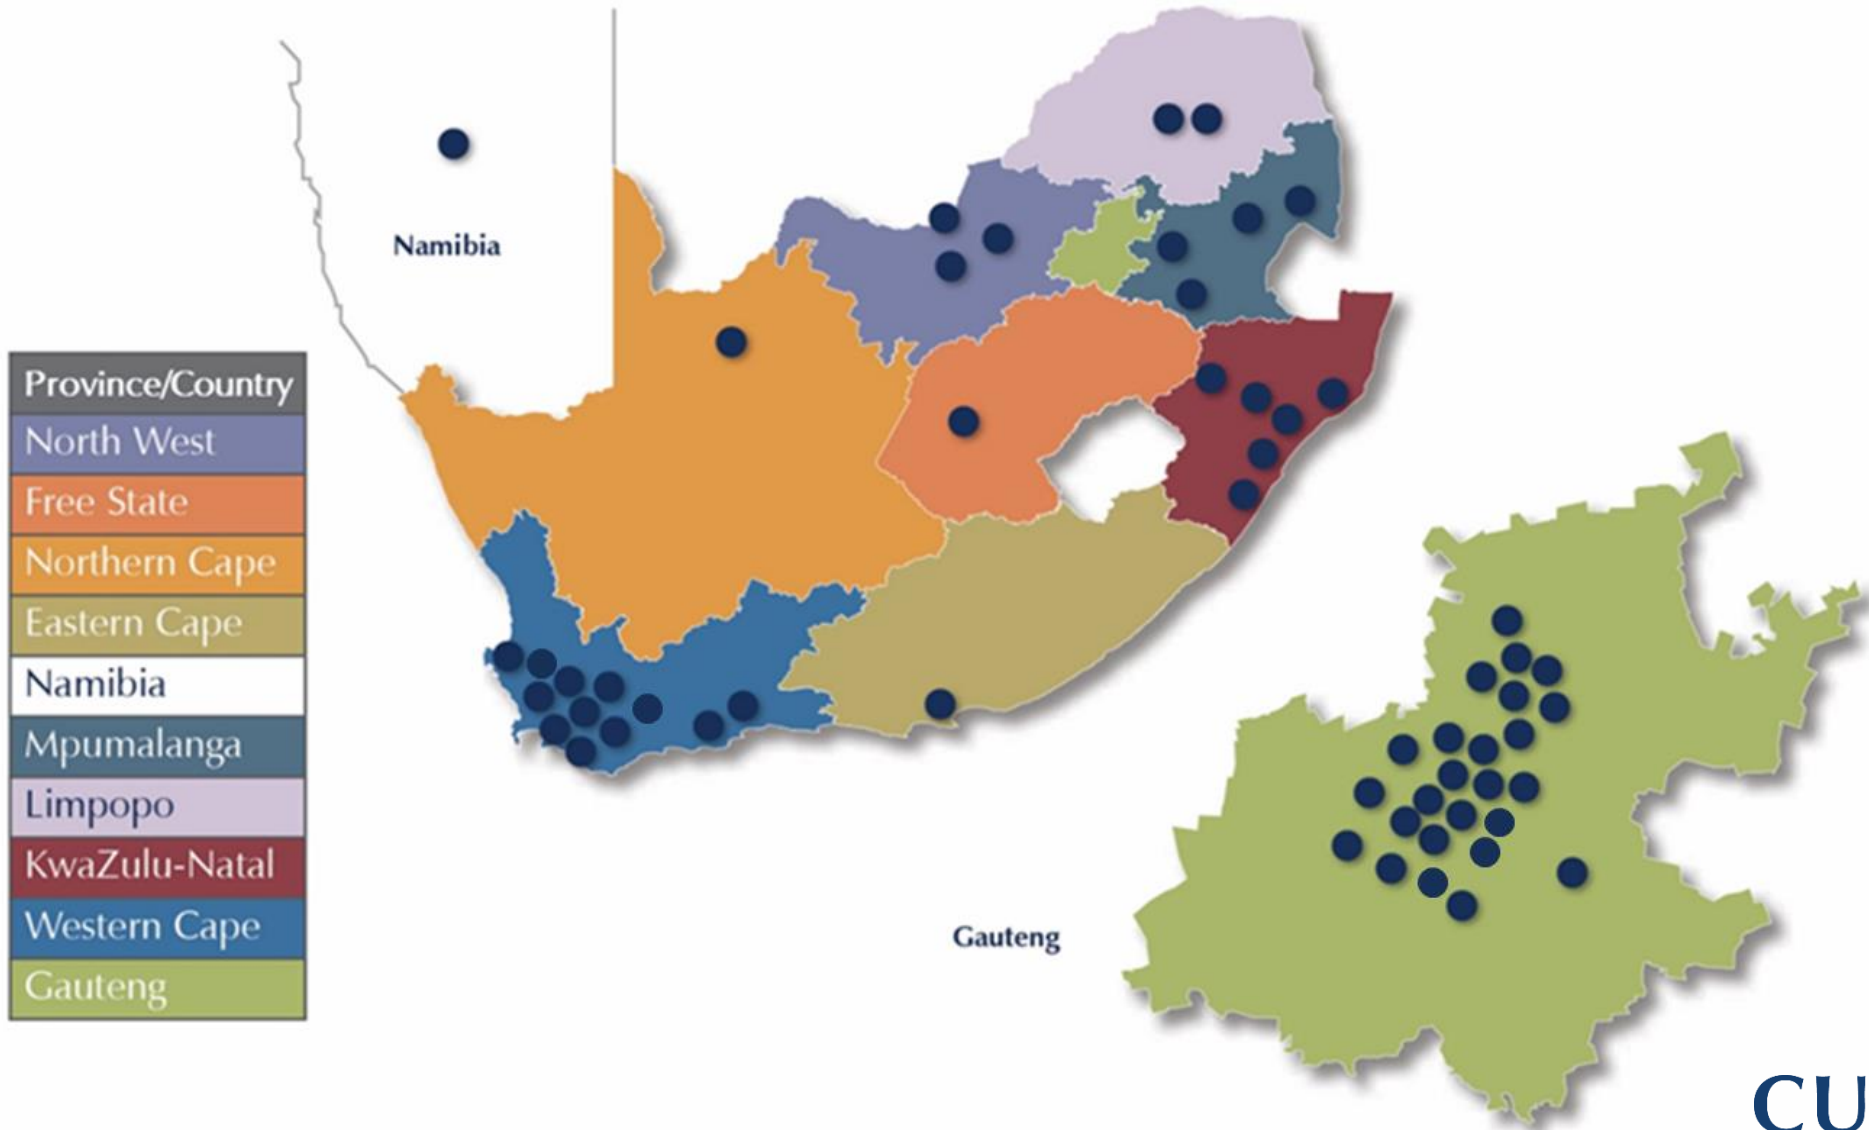 Namibia
Province/Country
North West
Free State
Northern Cape
Eastern Cape
Namibia
Mpumalanga
Limpopo
KwaZulu-Natal
Western Cape
Gauteng
Gauteng
CU